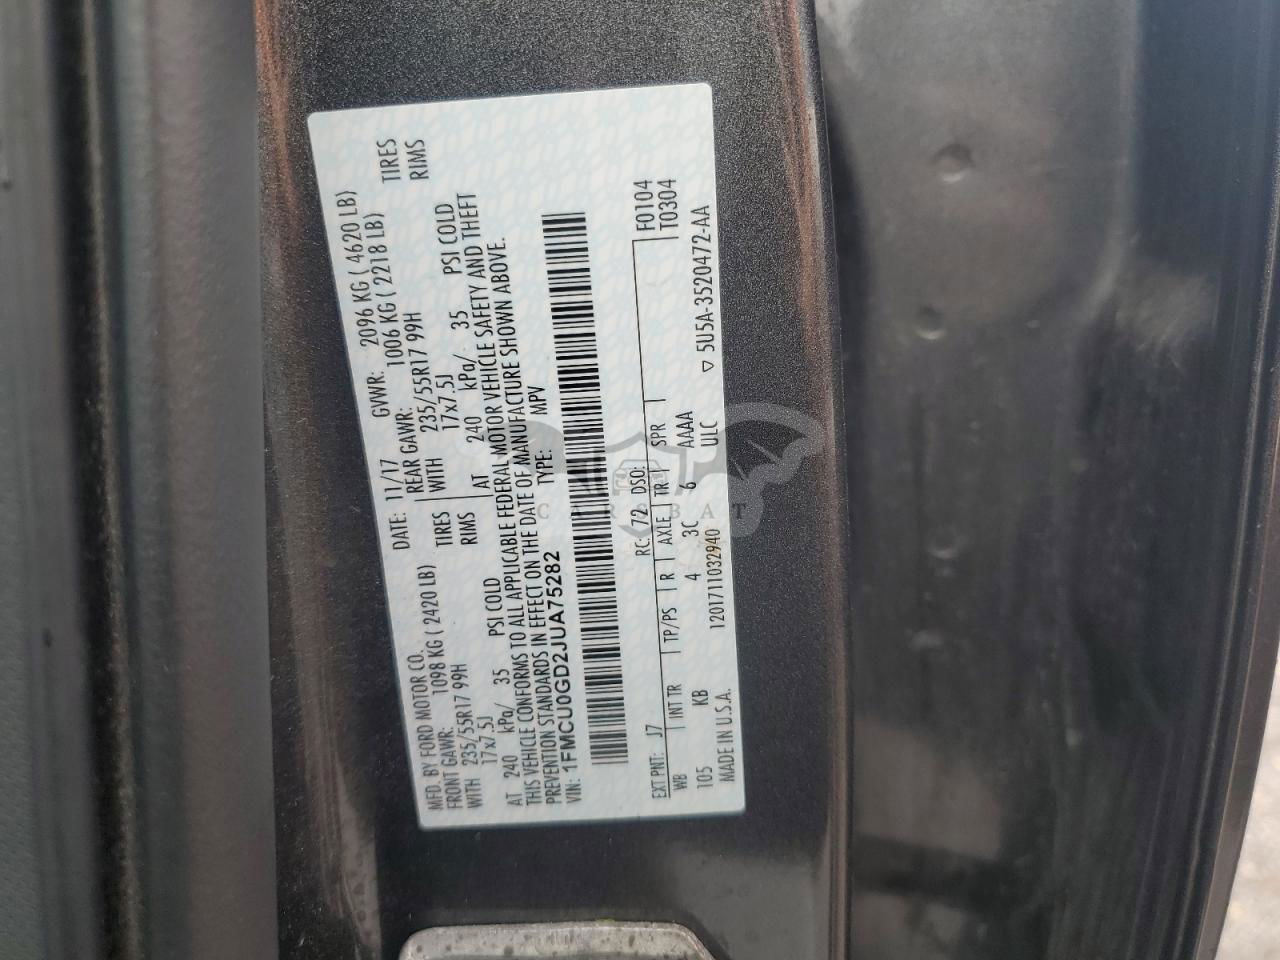 MFD. BY FORD MOTOR CO. DATE: 11/17 GVWR: 2096 KG ( 4620 LB)
FRONT GAWR: 1098 KG ( 2420 LB) REAR GAWR: 1006 KG ( 2218 LB)
WITH 235/55R17 99H TIRES WITH 235/55R17 99H TIRES
17x7.5J RIMS 17x7.5J RIMS
AT 240 kPa/ 35 PSI COLD AT 240 kPa/ 35 PSI COLD
THIS VEHICLE CONFORMS TO ALL APPLICABLE FEDERAL MOTOR VEHICLE SAFETY AND THEFT
PREVENTION STANDARDS IN EFFECT ON THE DATE OF MANUFACTURE SHOWN ABOVE.
VIN: 1FMCU0GD2JUA75282 TYPE: MPV
EXT PNT: J7 RC: 72 DSO: F0104
WB INT TR TP/PS R AXLE TR SPR T0304
105 KB 4 3C 6 AAAA
MADE IN U.S.A. 1201711032940 ULC ▽ 5U5A-3520472-AA
CAR BAT